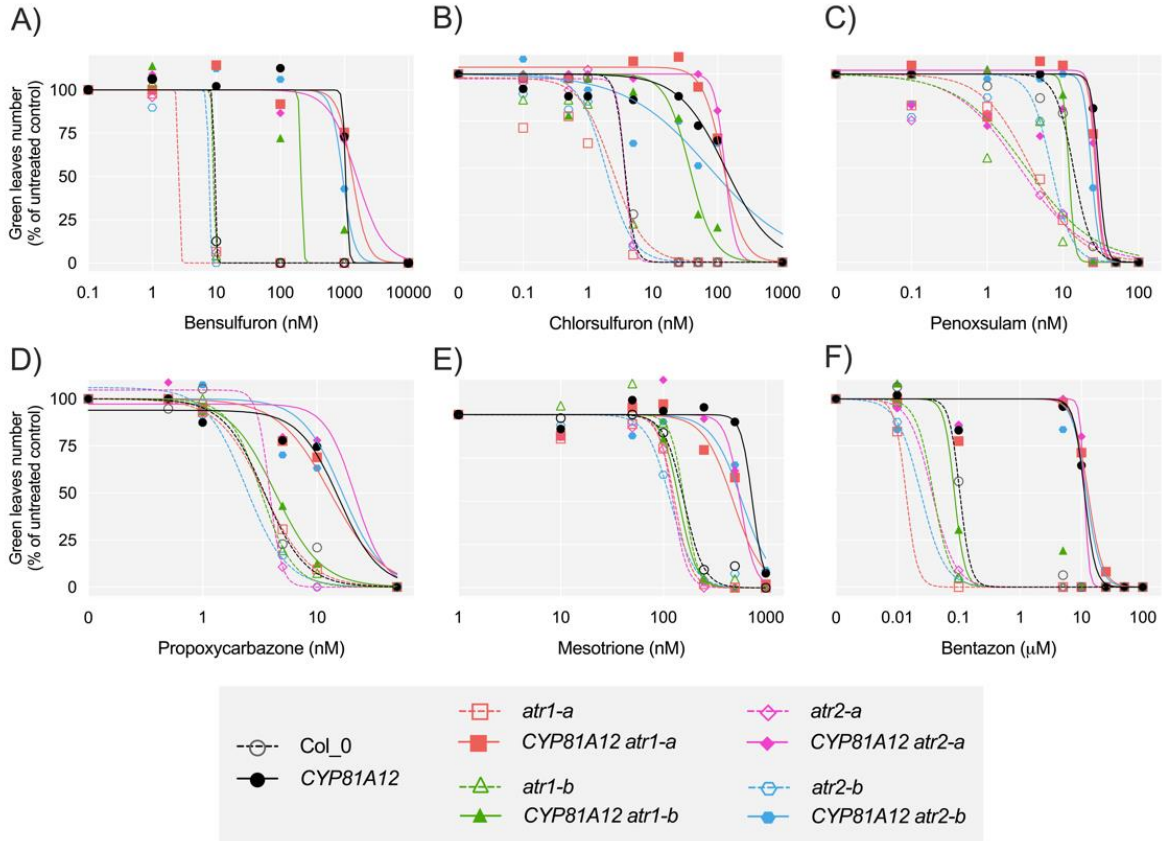 A)
B)
C)
Green leaves number
(% of untreated control)
100
75
50
25
0
0.1
1
10
100
1000
10000
Bensulfuron (nM)
0
0.1
1
10
100
1000
Chlorsulfuron (nM)
0
0.1
1
10
100
Penoxsulam (nM)
D)
E)
F)
Green leaves number
(% of untreated control)
100
75
50
25
0
0
1
10
Propoxycarbazone (nM)
1
10
100
1000
Mesotrione (nM)
0
0.01
0.1
1
10
100
Bentazon (μM)
Col_0
CYP81A12
atr1-a
CYP81A12 atr1-a
atr1-b
CYP81A12 atr1-b
atr2-a
CYP81A12 atr2-a
atr2-b
CYP81A12 atr2-b